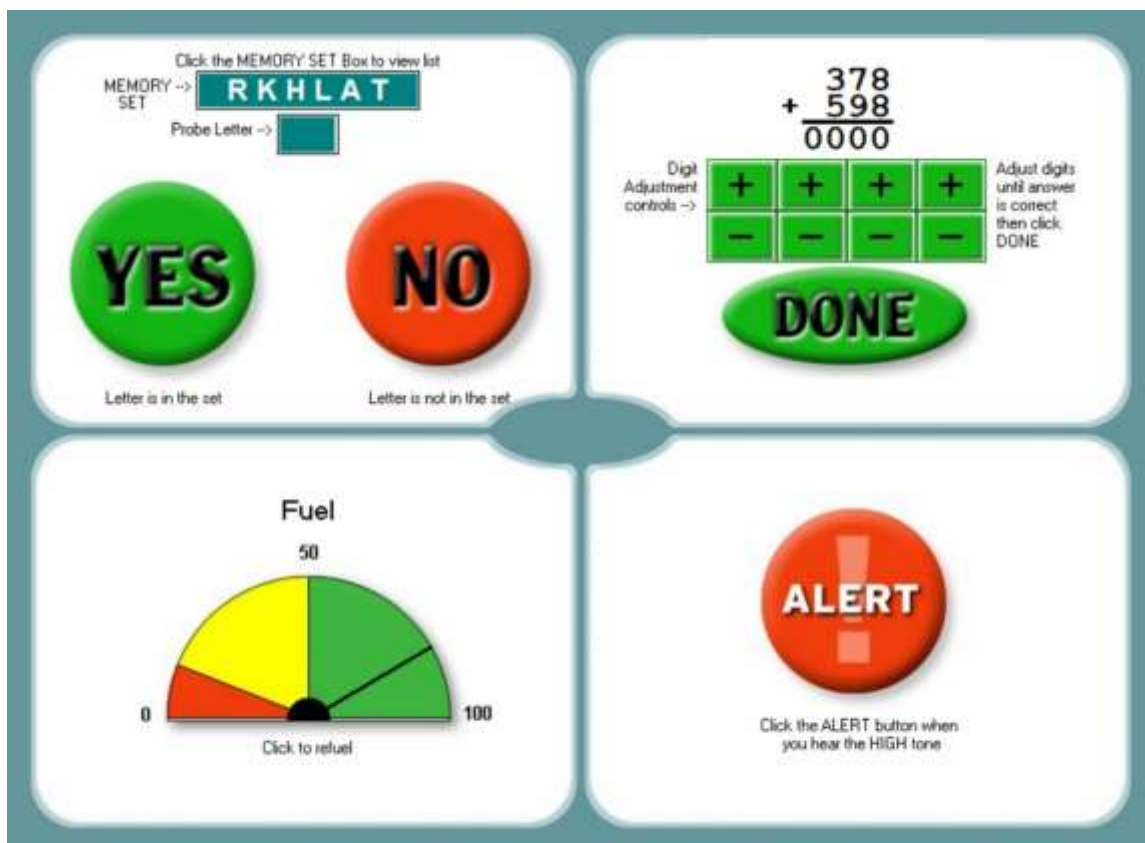 Click the MEMORY SET Box to view list
MEMORY --> R K H L A T
SET
Probe Letter -->
YES
NO
Letter is in the set
Letter is not in the set
378
+ 598
0000
Digit
Adjustment
controls -->
+ + + +
- - - -
Adjust digits
until answer
is correct
then click
DONE
DONE
Fuel
50
0
100
Click to refuel
!
ALERT
Click the ALERT button when
you hear the HIGH tone